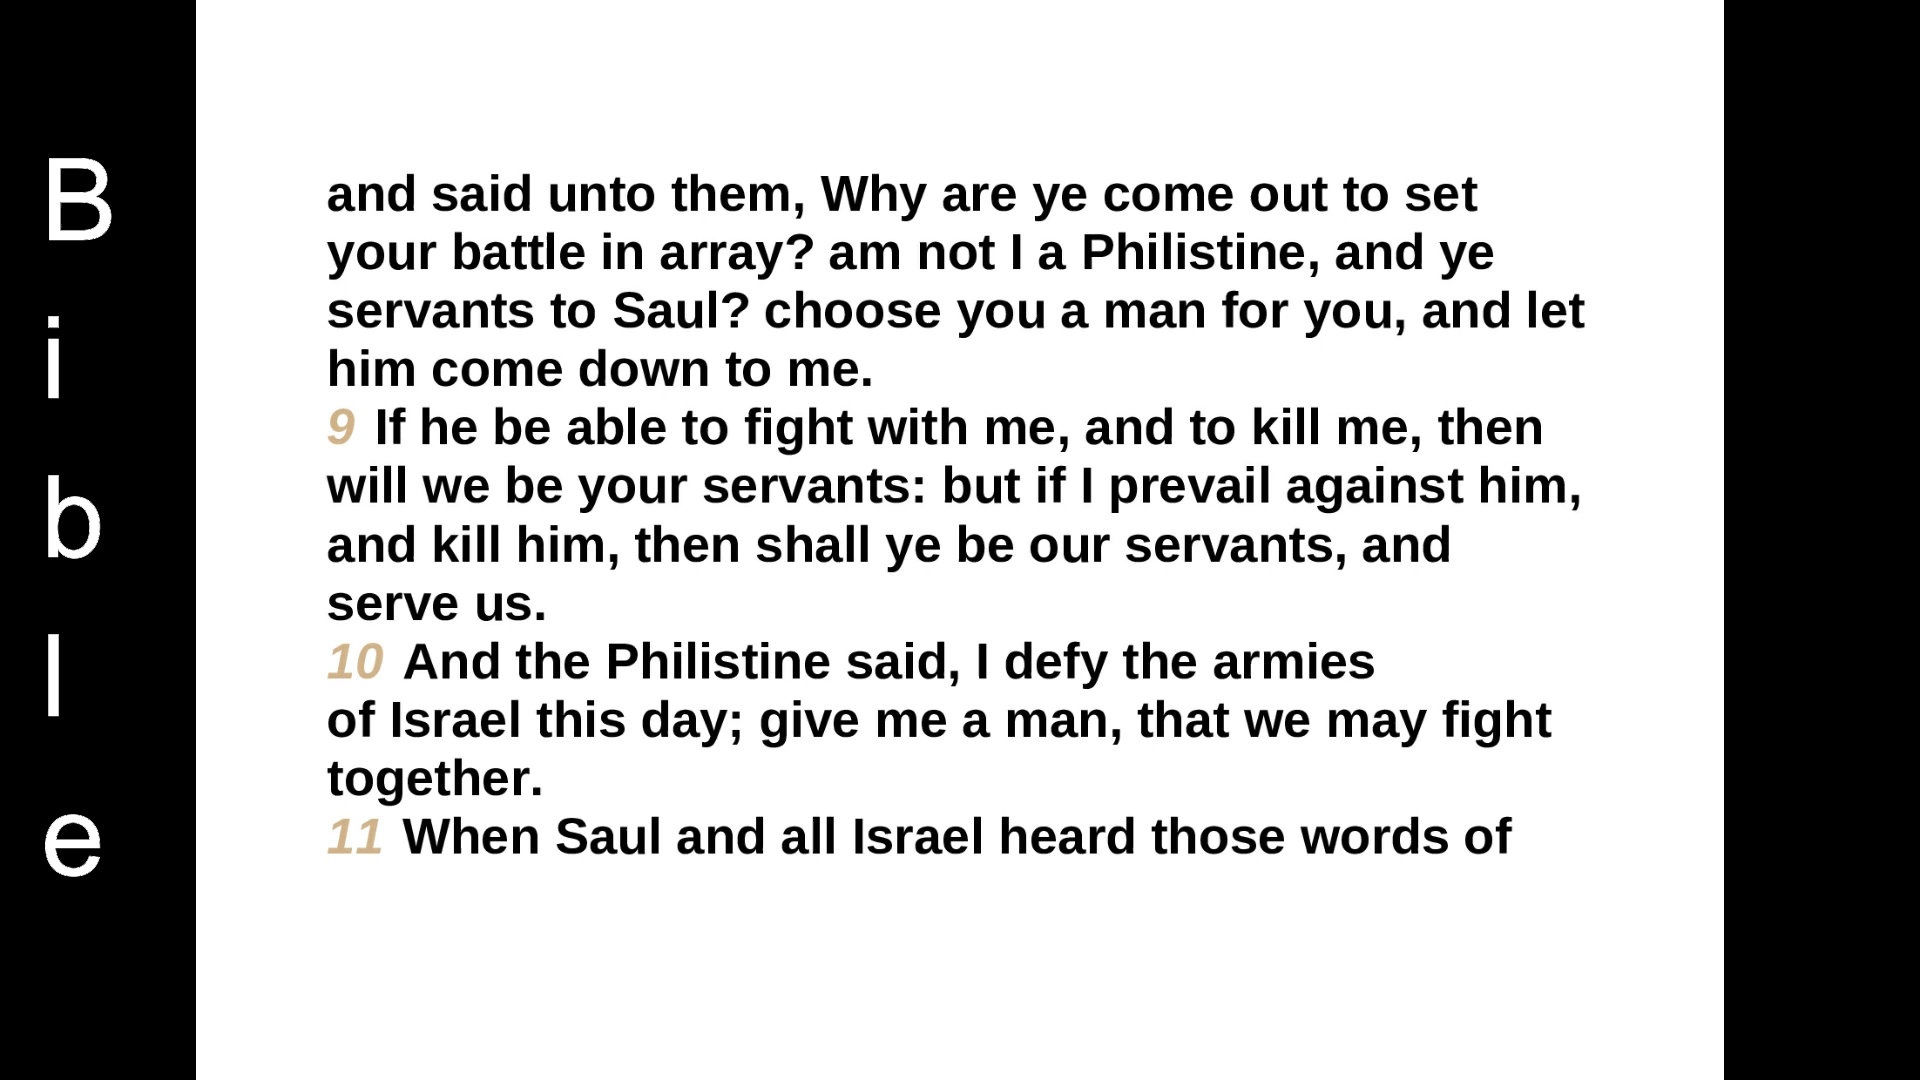 Bible
and said unto them, Why are ye come out to set
your battle in array? am not I a Philistine, and ye
servants to Saul? choose you a man for you, and let
him come down to me.
9 If he be able to fight with me, and to kill me, then
will we be your servants: but if I prevail against him,
and kill him, then shall ye be our servants, and
serve us.
10 And the Philistine said, I defy the armies
of Israel this day; give me a man, that we may fight
together.
11 When Saul and all Israel heard those words of